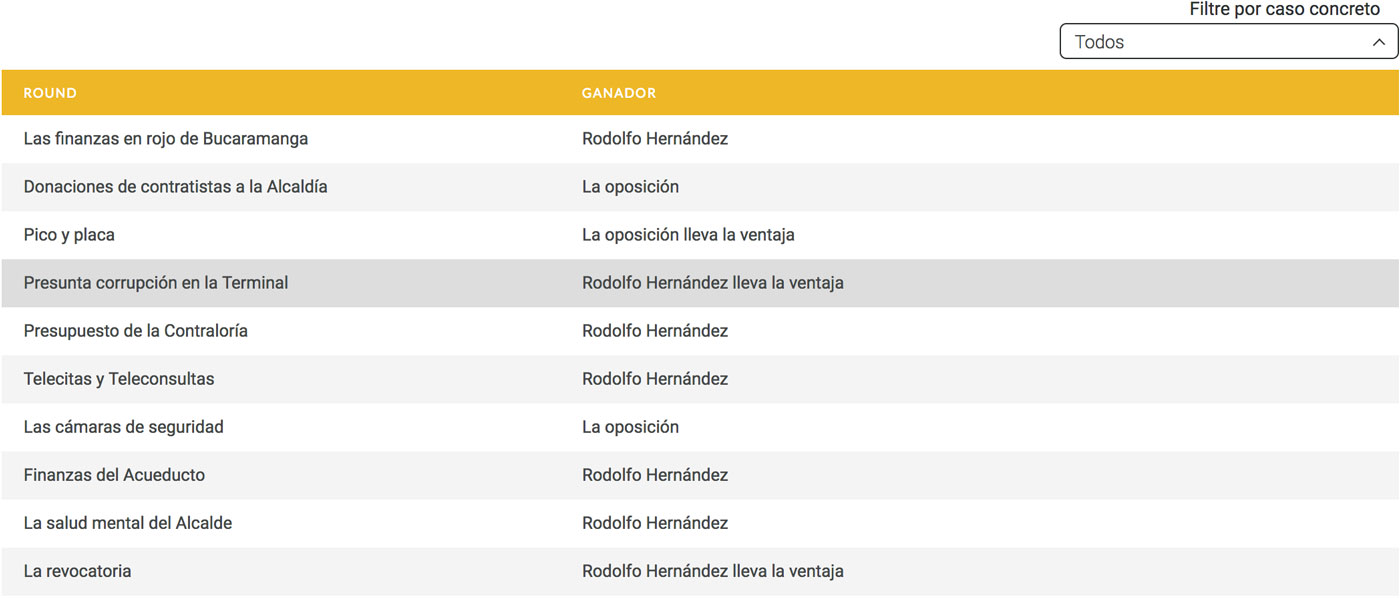 Filtre por caso concreto
Todos
ROUND GANADOR
Las finanzas en rojo de Bucaramanga Rodolfo Hernández
Donaciones de contratistas a la Alcaldía La oposición
Pico y placa La oposición lleva la ventaja
Presunta corrupción en la Terminal Rodolfo Hernández lleva la ventaja
Presupuesto de la Contraloría Rodolfo Hernández
Telecitas y Teleconsultas Rodolfo Hernández
Las cámaras de seguridad La oposición
Finanzas del Acueducto Rodolfo Hernández
La salud mental del Alcalde Rodolfo Hernández
La revocatoria Rodolfo Hernández lleva la ventaja